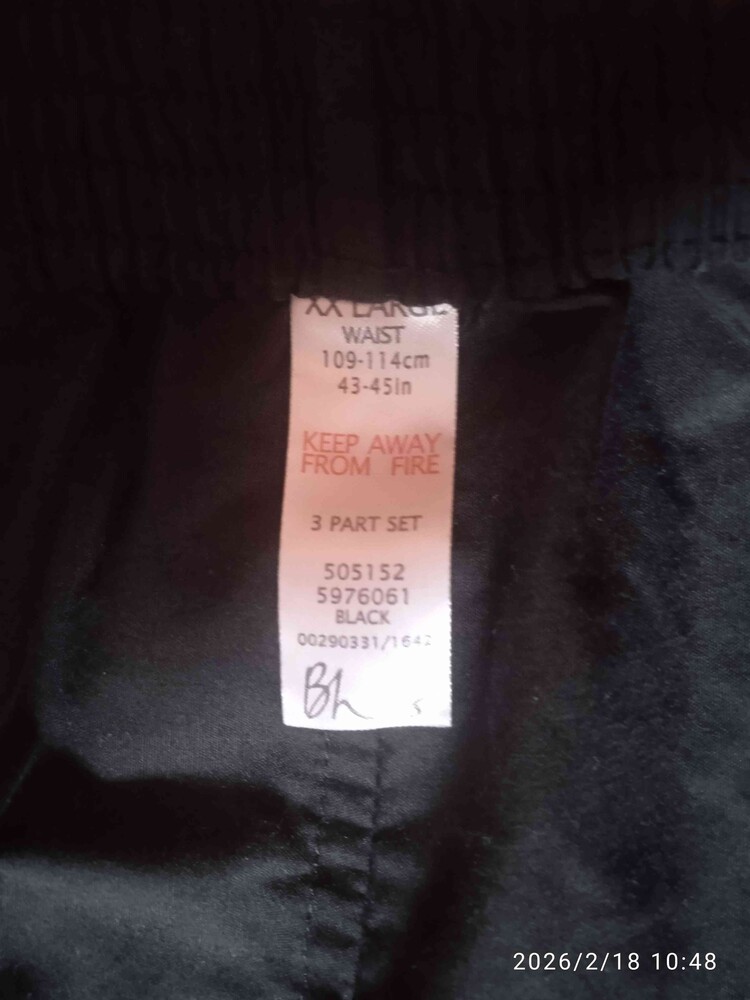 XX LARGE
WAIST
109-114cm
43-45in
KEEP AWAY
FROM FIRE
3 PART SET
505152
5976061
BLACK
00290331/1642
Bh
S
2026/2/18 10:48